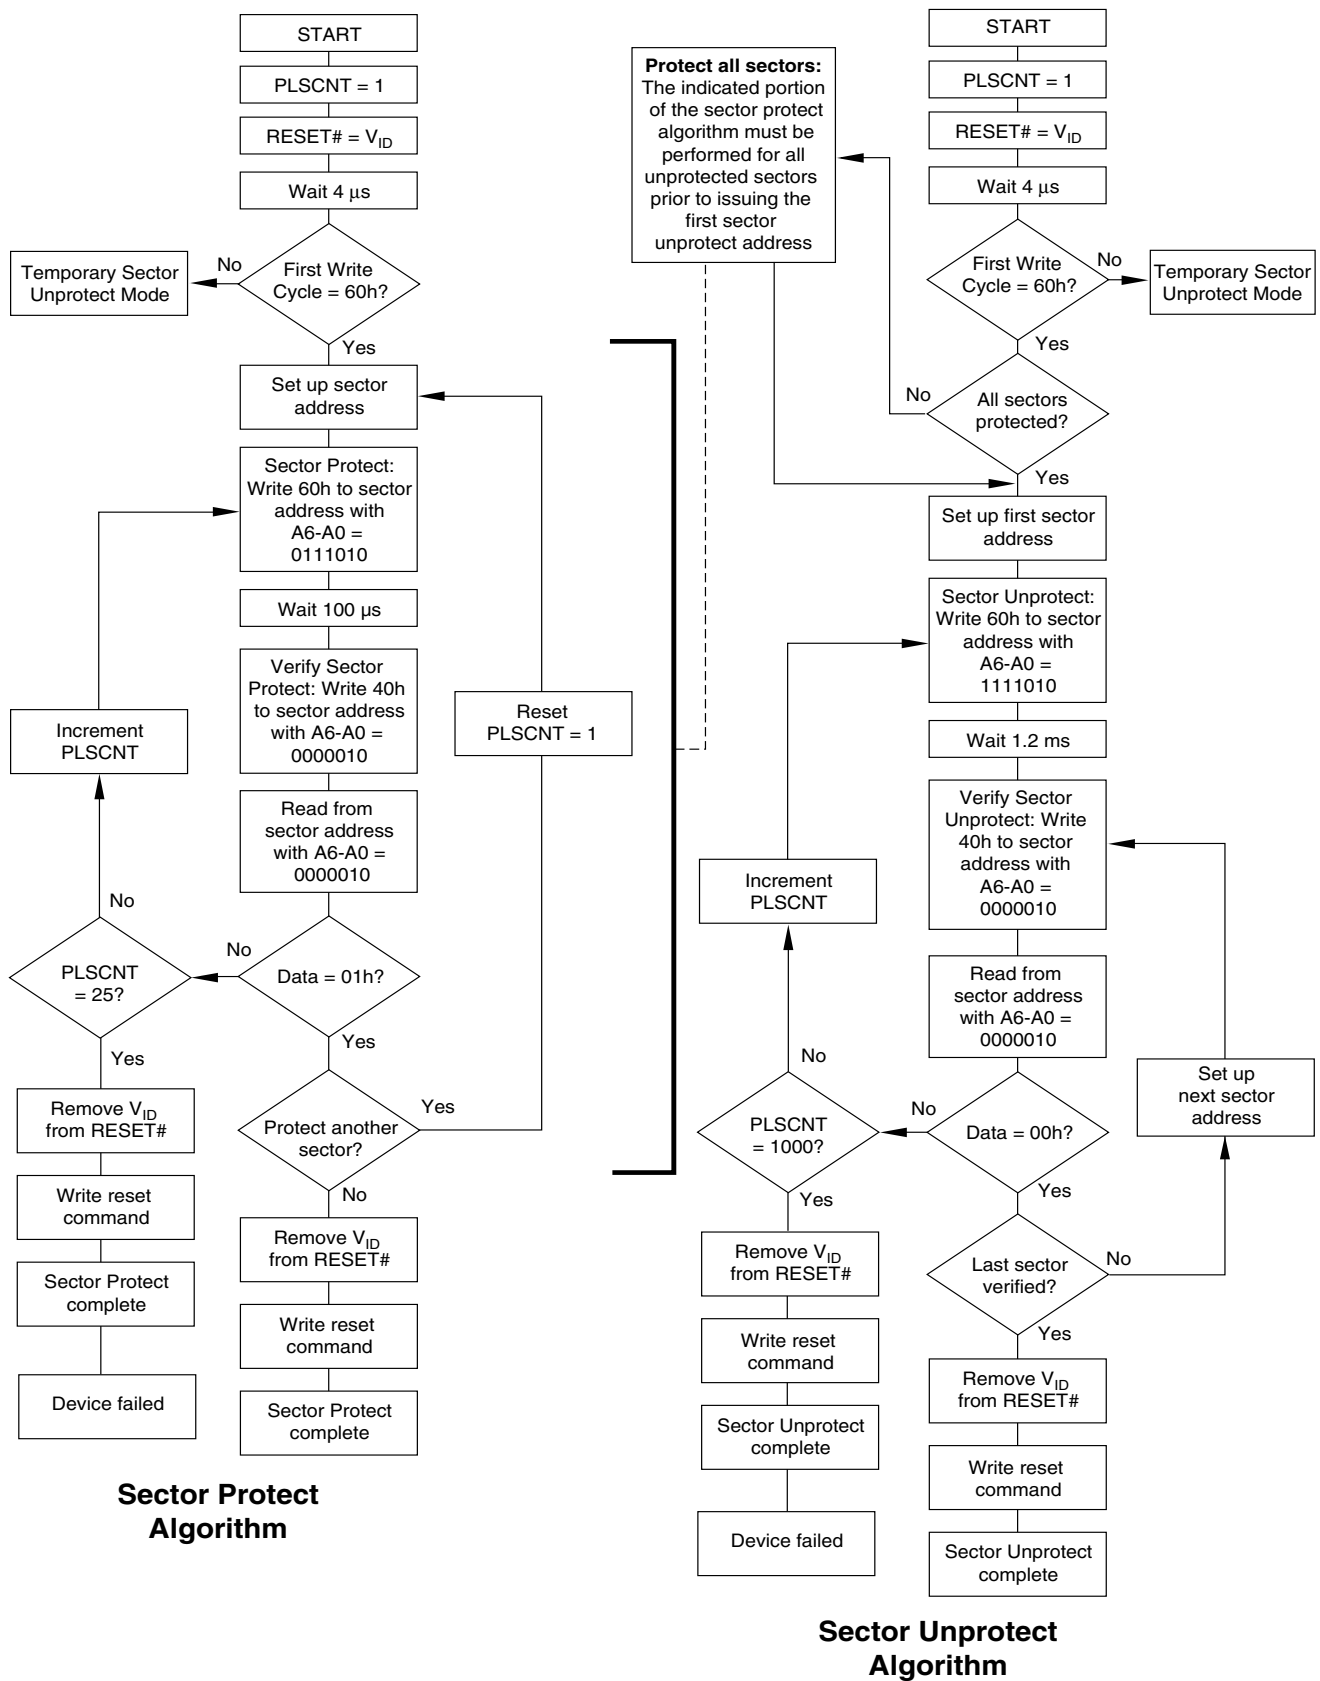 START
PLSCNT = 1
RESET# = VID
Wait 4 μs
First Write
Cycle = 60h?
No
Temporary Sector
Unprotect Mode
Yes
Set up sector
address
Sector Protect:
Write 60h to sector
address with
A6-A0 =
0111010
Wait 100 µs
Verify Sector
Protect: Write 40h
to sector address
with A6-A0 =
0000010
Read from
sector address
with A6-A0 =
0000010
Data = 01h?
No
PLSCNT
= 25?
No
Increment
PLSCNT
Yes
Remove VID
from RESET#
Write reset
command
Sector Protect
complete
Device failed
Yes
Protect another
sector?
Yes
Reset
PLSCNT = 1
No
Remove VID
from RESET#
Write reset
command
Sector Protect
complete
Sector Protect
Algorithm
Protect all sectors:
The indicated portion
of the sector protect
algorithm must be
performed for all
unprotected sectors
prior to issuing the
first sector
unprotect address
START
PLSCNT = 1
RESET# = VID
Wait 4 μs
First Write
Cycle = 60h?
No
Temporary Sector
Unprotect Mode
Yes
All sectors
protected?
No
Yes
Set up first sector
address
Sector Unprotect:
Write 60h to sector
address with
A6-A0 =
1111010
Wait 1.2 ms
Verify Sector
Unprotect: Write
40h to sector
address with
A6-A0 =
0000010
Read from
sector address
with A6-A0 =
0000010
Data = 00h?
No
PLSCNT
= 1000?
No
Increment
PLSCNT
Yes
Remove VID
from RESET#
Write reset
command
Sector Unprotect
complete
Device failed
Yes
Last sector
verified?
No
Set up
next sector
address
Yes
Remove VID
from RESET#
Write reset
command
Sector Unprotect
complete
Sector Unprotect
Algorithm